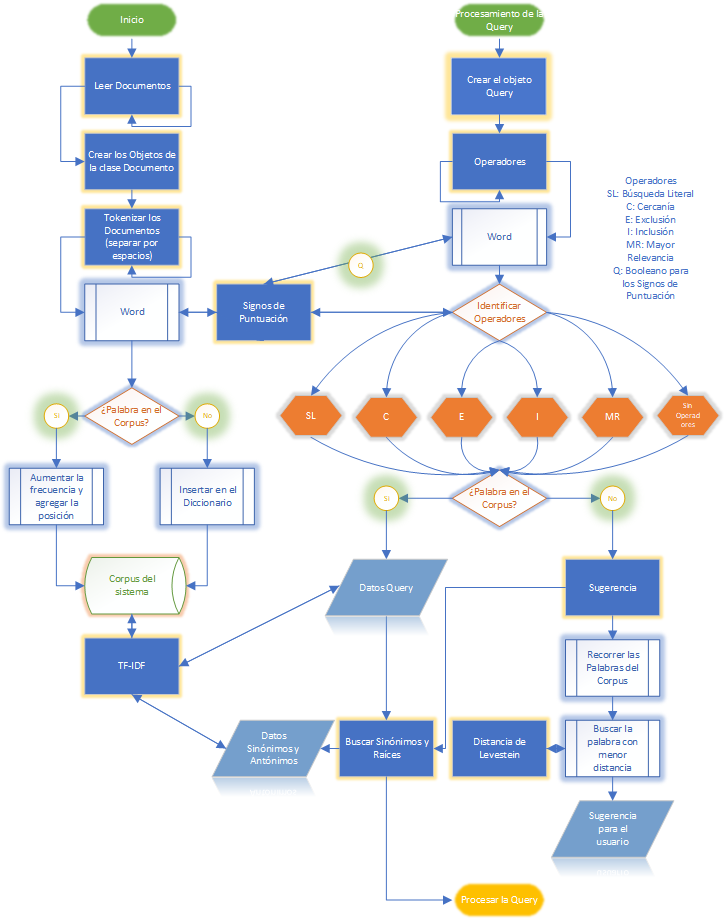 Inicio
Procesamiento de la
Query
Leer Documentos
Crear el objeto
Query
Crear los Objetos de
la clase Documento
Operadores
Operadores
SL: Búsqueda Literal
C: Cercanía
E: Exclusión
I: Inclusión
MR: Mayor
Relevancia
Q: Booleano para
los Signos de
Puntuación
Tokenizar los
Documentos
(separar por
espacios)
Word
Q
Word
Signos de
Puntuación
Identificar
Operadores
SL
C
E
I
MR
Sin
Operad
ores
Si
¿Palabra en el
Corpus?
No
Aumentar la
frecuencia y
agregar la
posición
Insertar en el
Diccionario
Si
¿Palabra en el
Corpus?
No
Corpus del
sistema
Datos Query
Sugerencia
TF-IDF
Recorrer las
Palabras del
Corpus
Datos
Sinónimos y
Antónimos
Buscar Sinónimos y
Raíces
Distancia de
Levestein
Buscar la
palabra con
menor
distancia
Sugerencia
para el
usuario
Procesar la Query